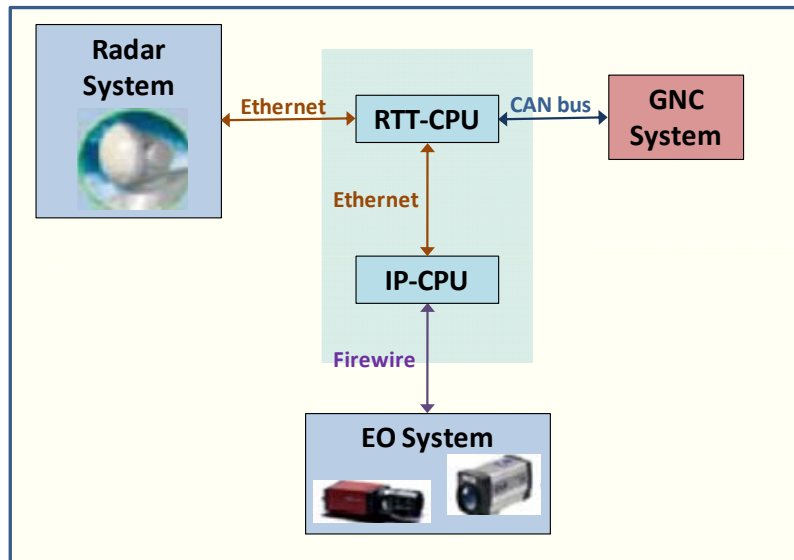 Radar
System
Ethernet
RTT-CPU
CAN bus
GNC
System
Ethernet
IP-CPU
Firewire
EO System